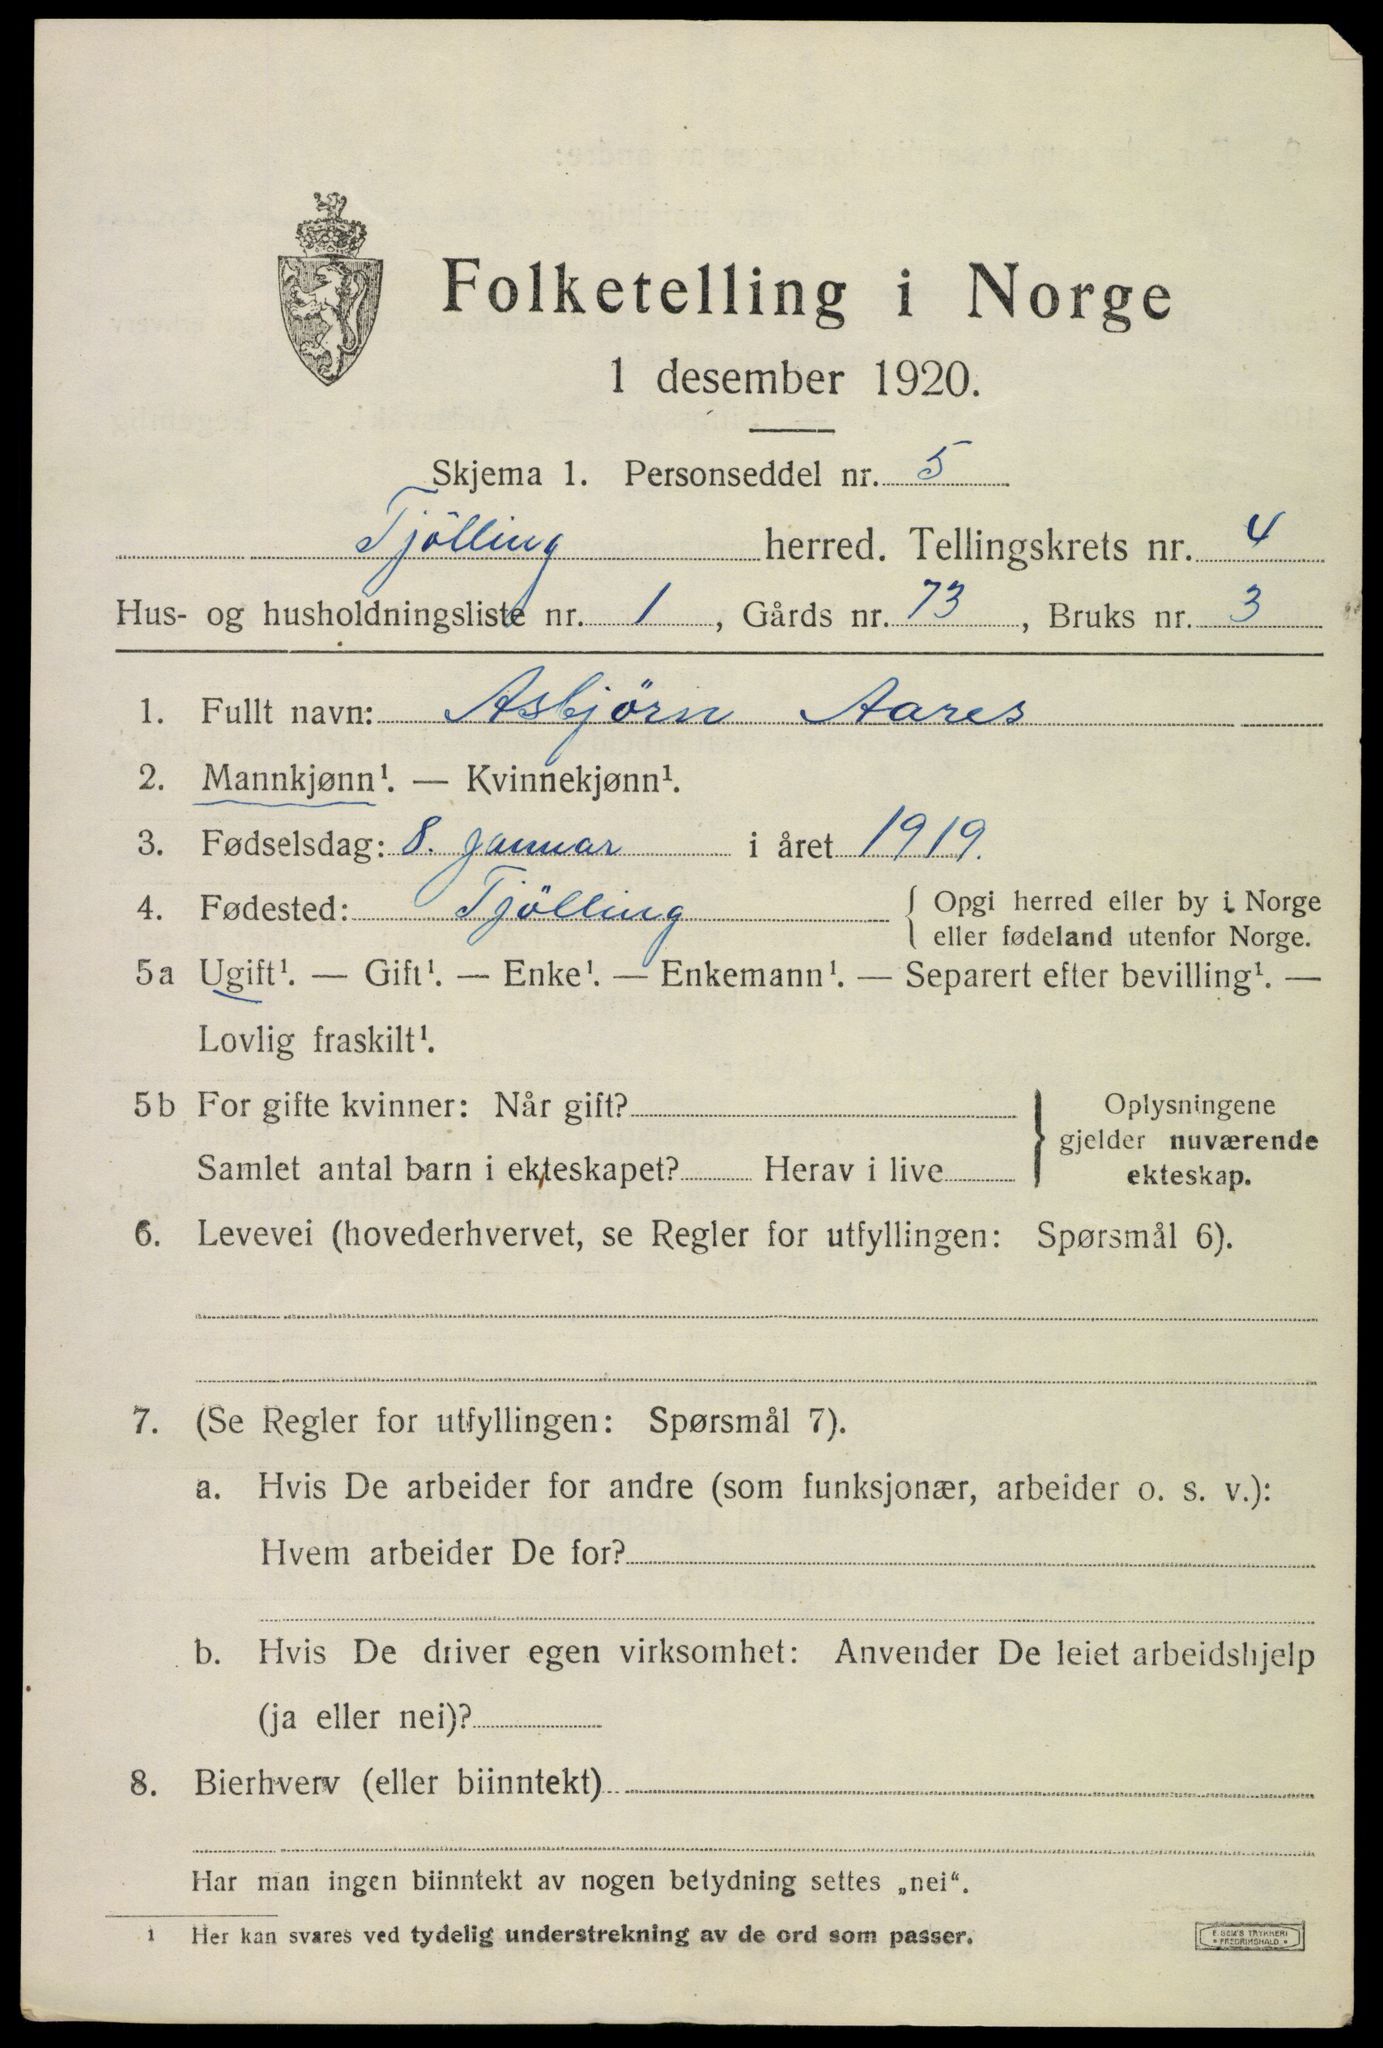 Folketelling i Norge
1 desember 1920.
Skjema 1. Personseddel nr. 5
Tjölling herred. Tellingskrets nr. 4
Hus- og husholdningsliste nr. 1, Gårds nr. 73, Bruks nr. 3
1. Fullt navn: Asbjörn Aares
2. Mannkjønn¹. — Kvinnekjønn¹.
3. Fødselsdag: 8. januar i året 1919.
4. Fødested: Tjölling { Opgi herred eller by i Norge
eller fødeland utenfor Norge.
5a Ugift¹. — Gift¹. — Enke¹. — Enkemann¹. — Separert efter bevilling¹. —
Lovlig fraskilt¹.
5b For gifte kvinner: Når gift? } Oplysningene
gjelder nuværende
Samlet antal barn i ekteskapet? Herav i live
ekteskap.
6. Levevei (hovederhvervet, se Regler for utfyllingen: Spørsmål 6).
7. (Se Regler for utfyllingen: Spørsmål 7).
a. Hvis De arbeider for andre (som funksjonær, arbeider o. s. v.):
Hvem arbeider De for?
b. Hvis De driver egen virksomhet: Anvender De leiet arbeidshjelp
(ja eller nei)?
8. Bierhverv (eller biinntekt)
Har man ingen biinntekt av nogen betydning settes „nei“.
1 Her kan svares ved tydelig understrekning av de ord som passer.
E. SEM'S TRYKKERI
FREDRIKSHALD